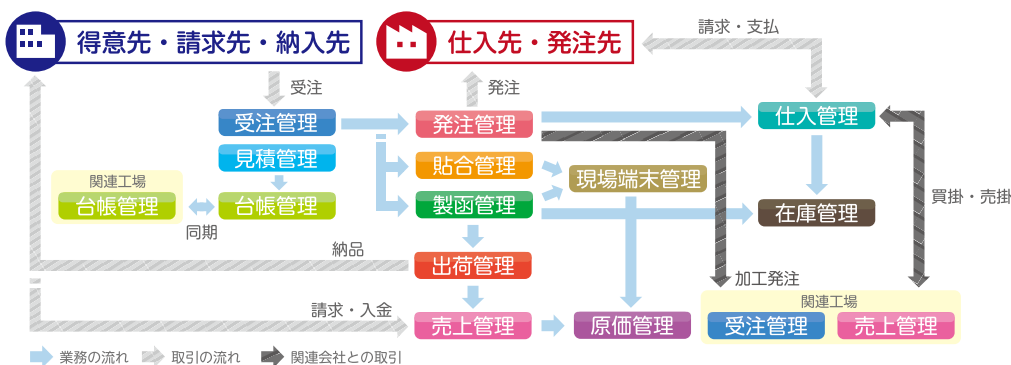 得意先・請求先・納入先
仕入先・発注先
請求・支払
受注
発注
受注管理
発注管理
仕入管理
見積管理
貼合管理
現場端末管理
関連工場
台帳管理
台帳管理
製函管理
在庫管理
買掛・売掛
同期
納品
出荷管理
加工発注
関連工場
請求・入金
売上管理
原価管理
受注管理
売上管理
業務の流れ
取引の流れ
関連会社との取引